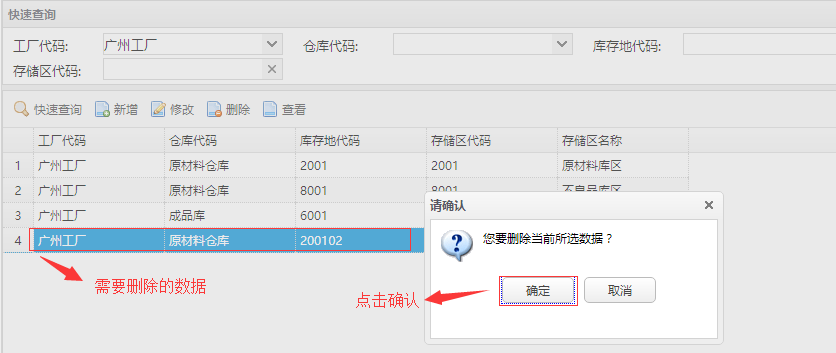 快速查询
工厂代码: 广州工厂 仓库代码: 库存地代码:
存储区代码:
快速查询 新增 修改 删除 查看
工厂代码 仓库代码 库存地代码 存储区代码 存储区名称
1 广州工厂 原材料仓库 2001 2001 原材料库区
2 广州工厂 原材料仓库 8001 8001 不良品库区
3 广州工厂 成品库 6001
4 广州工厂 原材料仓库 200102
请确认
您要删除当前所选数据？
确定 取消
需要删除的数据
点击确认